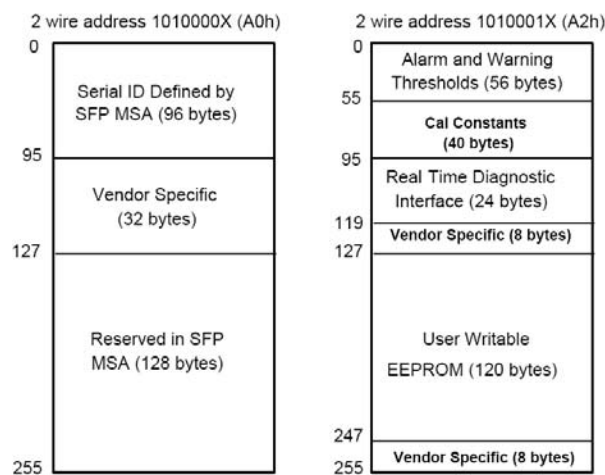 2 wire address 1010000X (A0h)
0
Serial ID Defined by
SFP MSA (96 bytes)
95
Vendor Specific
(32 bytes)
127
Reserved in SFP
MSA (128 bytes)
255
2 wire address 1010001X (A2h)
0
Alarm and Warning
Thresholds (56 bytes)
55
Cal Constants
(40 bytes)
95
Real Time Diagnostic
Interface (24 bytes)
119
Vendor Specific (8 bytes)
127
User Writable
EEPROM (120 bytes)
247
Vendor Specific (8 bytes)
255